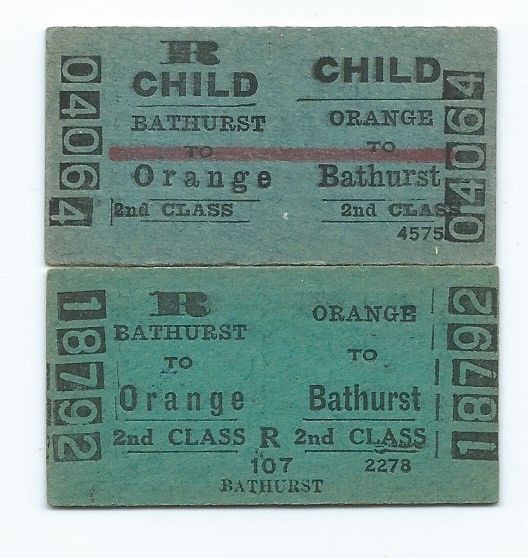 04064
R
CHILD
BATHURST
TO
Orange
2nd CLASS
CHILD
ORANGE
TO
Bathurst
2nd CLASS
4575
04064
18792
R
BATHURST
TO
Orange
2nd CLASS
R
107
BATHURST
ORANGE
TO
Bathurst
2nd CLASS
2278
18792